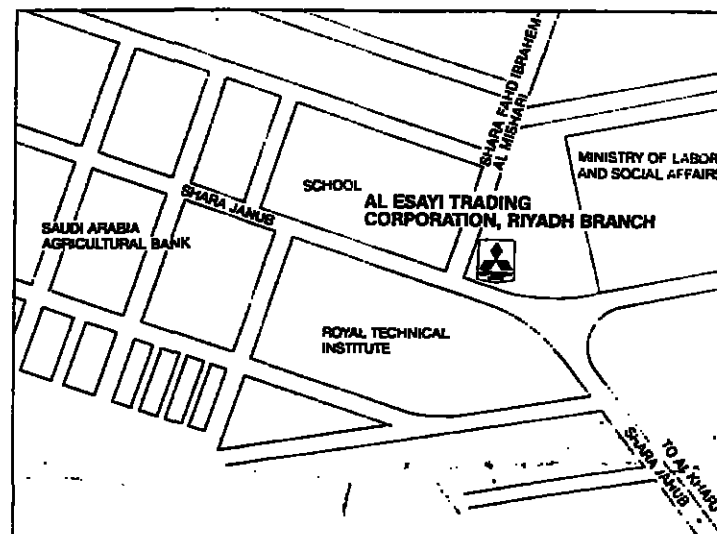 SHARA FAHD IBRAHEM
AL MISHARI
MINISTRY OF LABOR
AND SOCIAL AFFAIRS
SCHOOL
SHARA JANUB
AL ESAYI TRADING
CORPORATION, RIYADH BRANCH
SAUDI ARABIA
AGRICULTURAL BANK
ROYAL TECHNICAL
INSTITUTE
TO AL KHARJ
SHARA JANUB